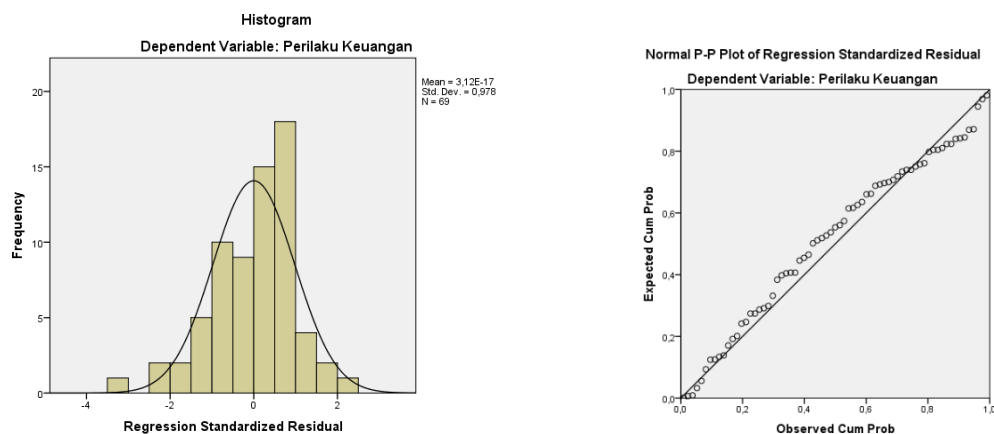 Histogram
Dependent Variable: Perilaku Keuangan
Mean = 3,12E-17
Std. Dev. = 0,978
N = 69
20
15
10
5
0
Frequency
-4
-2
0
2
Regression Standardized Residual
Normal P-P Plot of Regression Standardized Residual
Dependent Variable: Perilaku Keuangan
1,0
0,8
0,6
0,4
0,2
0,0
Expected Cum Prob
0,0
0,2
0,4
0,6
0,8
1,0
Observed Cum Prob